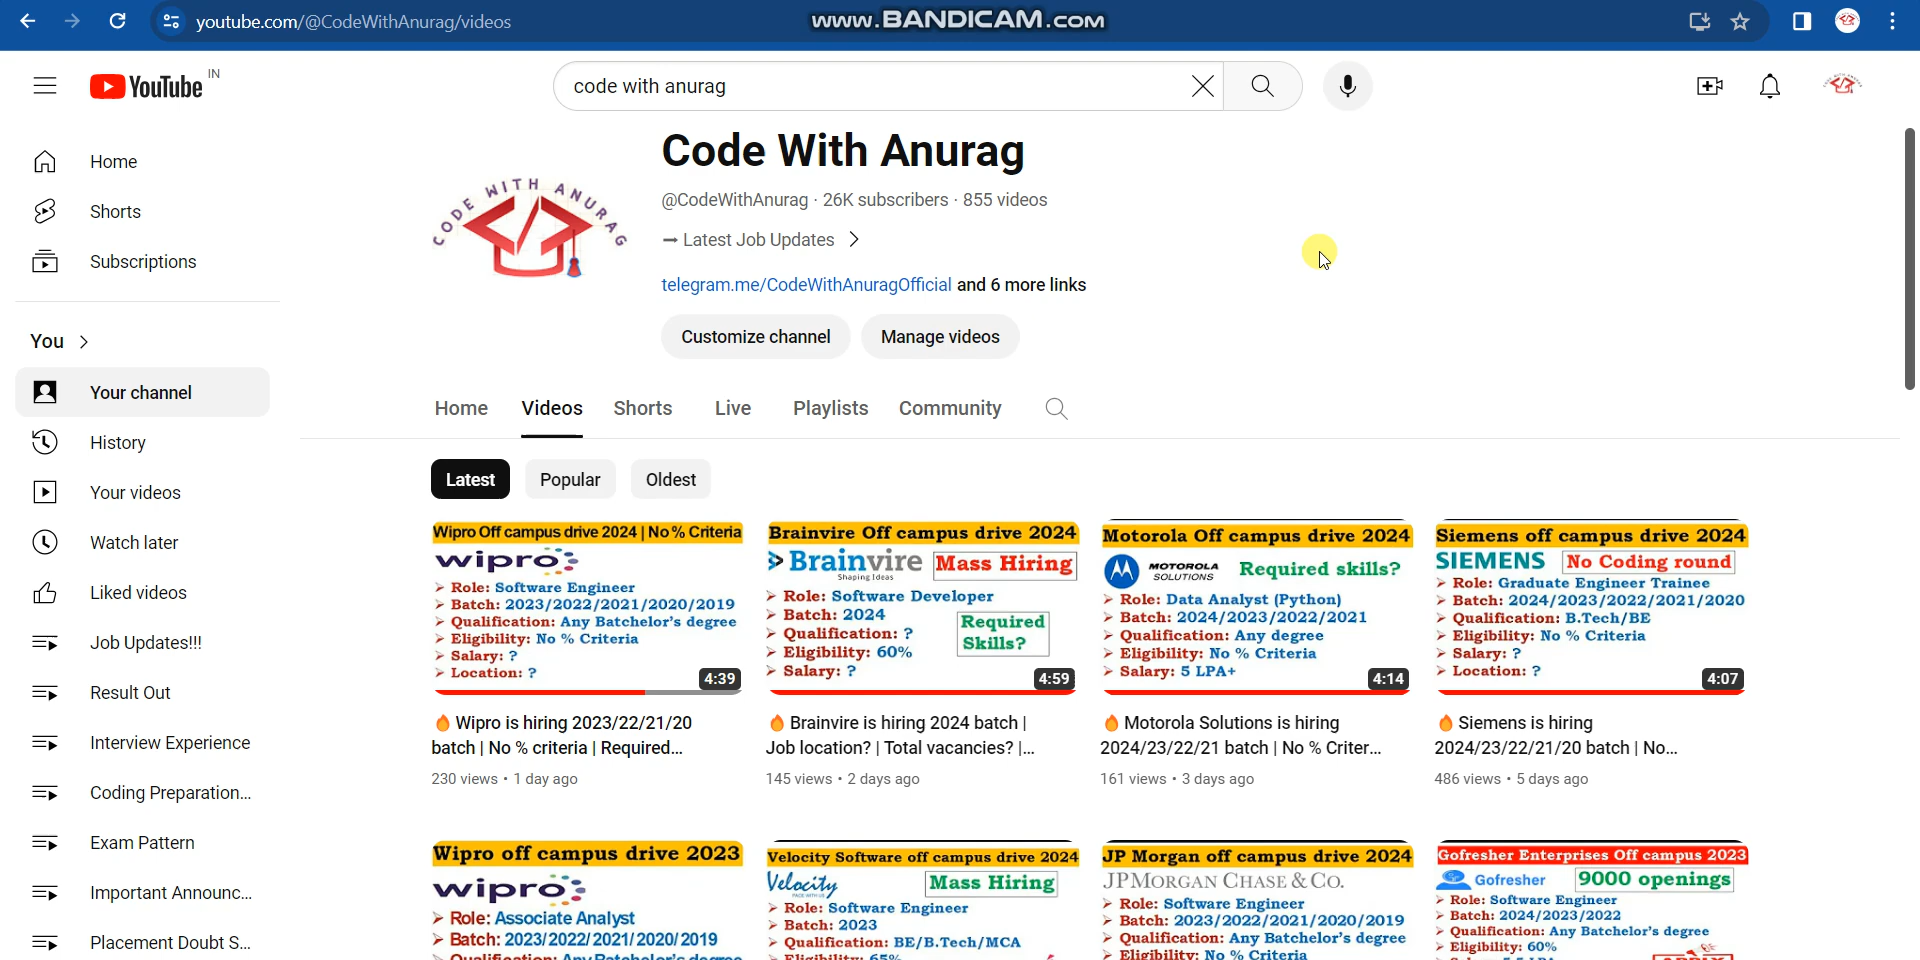 youtube.com/@CodeWithAnurag/videos
www.BANDICAM.com
YouTube IN
code with anurag
Home
Shorts
Subscriptions
You
Your channel
History
Your videos
Watch later
Liked videos
Job Updates!!!
Result Out
Interview Experience
Coding Preparation...
Exam Pattern
Important Announc...
Placement Doubt S...
CODE WITH ANURAG
Code With Anurag
@CodeWithAnurag · 26K subscribers · 855 videos
➞ Latest Job Updates
telegram.me/CodeWithAnuragOfficial and 6 more links
Customize channel
Manage videos
Home
Videos
Shorts
Live
Playlists
Community
Latest
Popular
Oldest
Wipro Off campus drive 2024 | No % Criteria
wipro
➢ Role: Software Engineer
➢ Batch: 2023/2022/2021/2020/2019
➢ Qualification: Any Batchelor's degree
➢ Eligibility: No % Criteria
➢ Salary: ?
➢ Location: ?
4:39
🔥 Wipro is hiring 2023/22/21/20
batch | No % criteria | Required...
230 views • 1 day ago
Brainvire Off campus drive 2024
Brainvire
Shaping Ideas
Mass Hiring
➢ Role: Software Developer
➢ Batch: 2024
➢ Qualification: ?
➢ Eligibility: 60%
➢ Salary: ?
Required
Skills?
4:59
🔥 Brainvire is hiring 2024 batch |
Job location? | Total vacancies? |...
145 views • 2 days ago
Motorola Off campus drive 2024
MOTOROLA
SOLUTIONS
Required skills?
➢ Role: Data Analyst (Python)
➢ Batch: 2024/2023/2022/2021
➢ Qualification: Any degree
➢ Eligibility: No % Criteria
➢ Salary: 5 LPA+
4:14
🔥 Motorola Solutions is hiring
2024/23/22/21 batch | No % Criter...
161 views • 3 days ago
Siemens off campus drive 2024
SIEMENS
No Coding round
➢ Role: Graduate Engineer Trainee
➢ Batch: 2024/2023/2022/2021/2020
➢ Qualification: B.Tech/BE
➢ Eligibility: No % Criteria
➢ Salary: ?
➢ Location: ?
4:07
🔥 Siemens is hiring
2024/23/22/21/20 batch | No...
486 views • 5 days ago
Wipro off campus drive 2023
wipro
➢ Role: Associate Analyst
➢ Batch: 2023/2022/2021/2020/2019
Qualification: Any Batchelor's degree
Velocity Software off campus drive 2024
Velocity
Mass Hiring
➢ Role: Software Engineer
➢ Batch: 2023
➢ Qualification: BE/B.Tech/MCA
➢ Eligibility: 65%
JP Morgan off campus drive 2024
JPMORGAN CHASE & CO.
➢ Role: Software Engineer
➢ Batch: 2023/2022/2021/2020/2019
➢ Qualification: Any Batchelor's degree
➢ Eligibility: No % Criteria
Gofresher Enterprises Off campus 2023
Gofresher
9000 openings
➢ Role: Software Engineer
➢ Batch: 2024/2023/2022
➢ Qualification: Any Batchelor's degree
➢ Eligibility: 60%